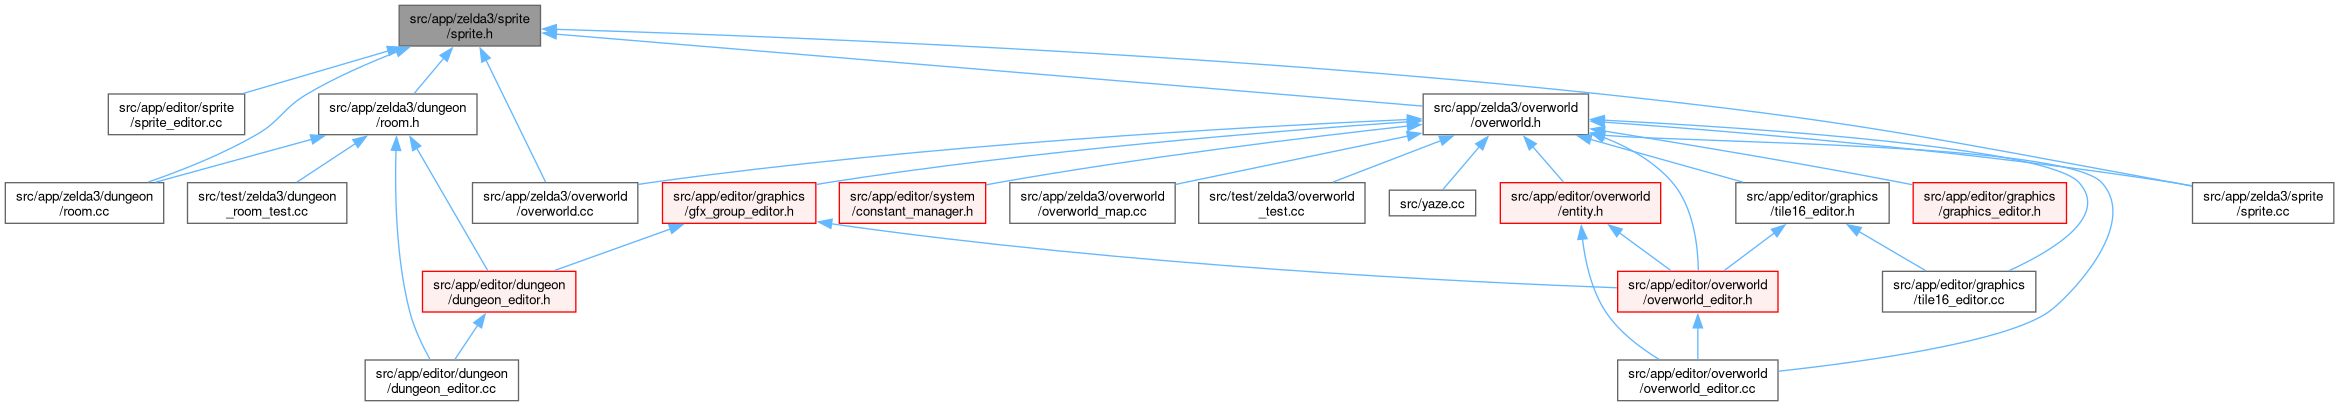 src/app/zelda3/sprite
/sprite.h
src/app/editor/sprite
/sprite_editor.cc
src/app/zelda3/dungeon
/room.h
src/app/zelda3/overworld
/overworld.h
src/app/zelda3/dungeon
/room.cc
src/test/zelda3/dungeon
_room_test.cc
src/app/zelda3/overworld
/overworld.cc
src/app/editor/graphics
/gfx_group_editor.h
src/app/editor/system
/constant_manager.h
src/app/zelda3/overworld
/overworld_map.cc
src/test/zelda3/overworld
_test.cc
src/yaze.cc
src/app/editor/overworld
/entity.h
src/app/editor/graphics
/tile16_editor.h
src/app/editor/graphics
/graphics_editor.h
src/app/zelda3/sprite
/sprite.cc
src/app/editor/dungeon
/dungeon_editor.h
src/app/editor/overworld
/overworld_editor.h
src/app/editor/graphics
/tile16_editor.cc
src/app/editor/dungeon
/dungeon_editor.cc
src/app/editor/overworld
/overworld_editor.cc